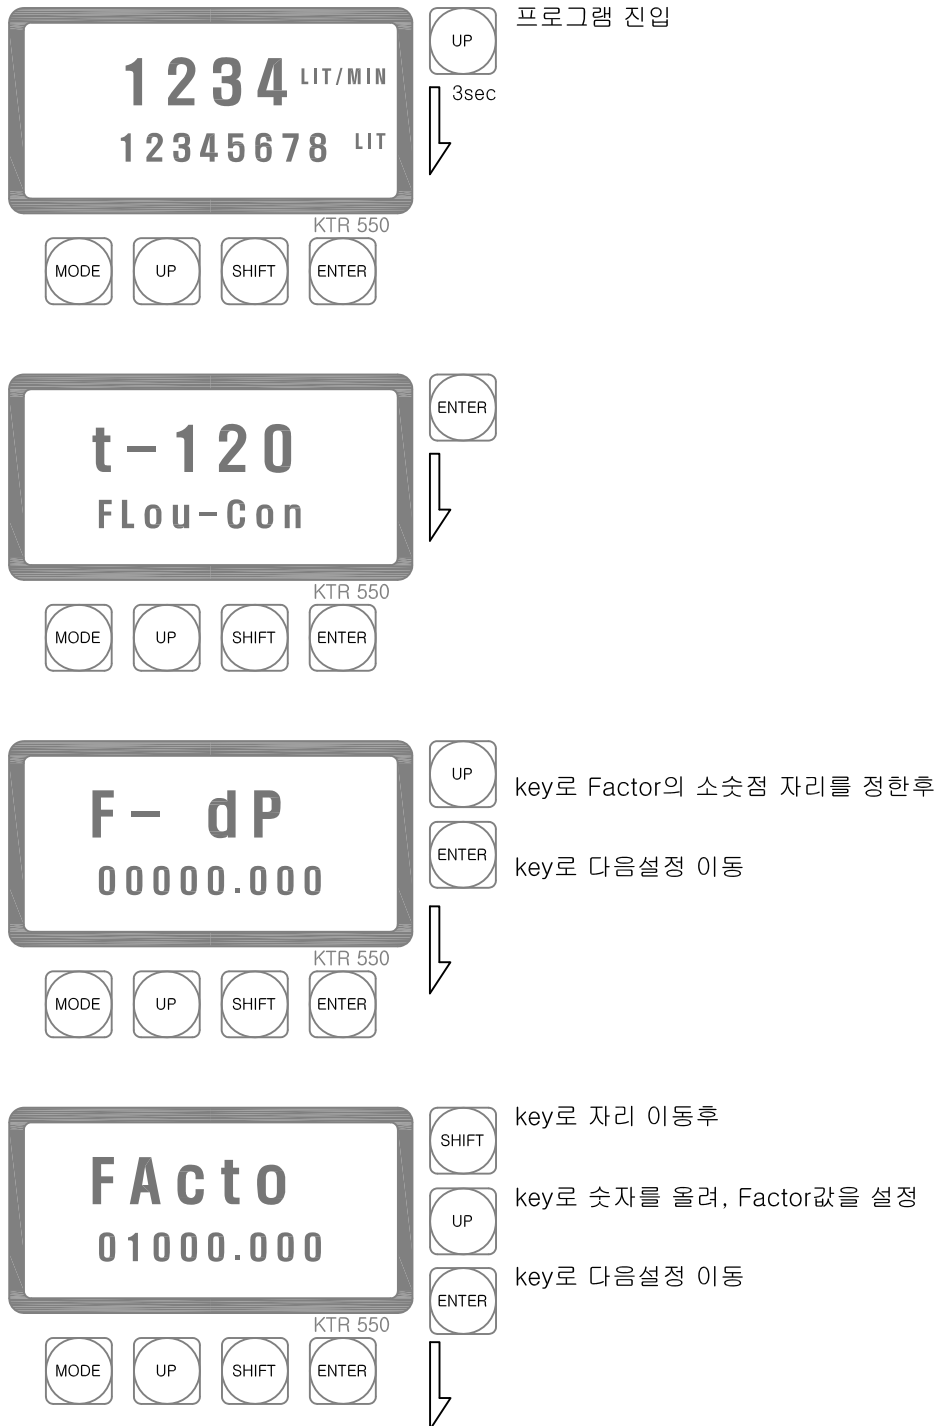 1234 LIT/MIN
12345678 LIT
KTR 550
MODE UP SHIFT ENTER
UP 프로그램 진입
3sec
t-120
FLou-Con
KTR 550
MODE UP SHIFT ENTER
ENTER
F- dP
00000.000
KTR 550
MODE UP SHIFT ENTER
UP
key로 Factor의 소숫점 자리를 정한후
ENTER
key로 다음설정 이동
FActo
01000.000
KTR 550
MODE UP SHIFT ENTER
SHIFT key로 자리 이동후
UP key로 숫자를 올려, Factor값을 설정
ENTER key로 다음설정 이동